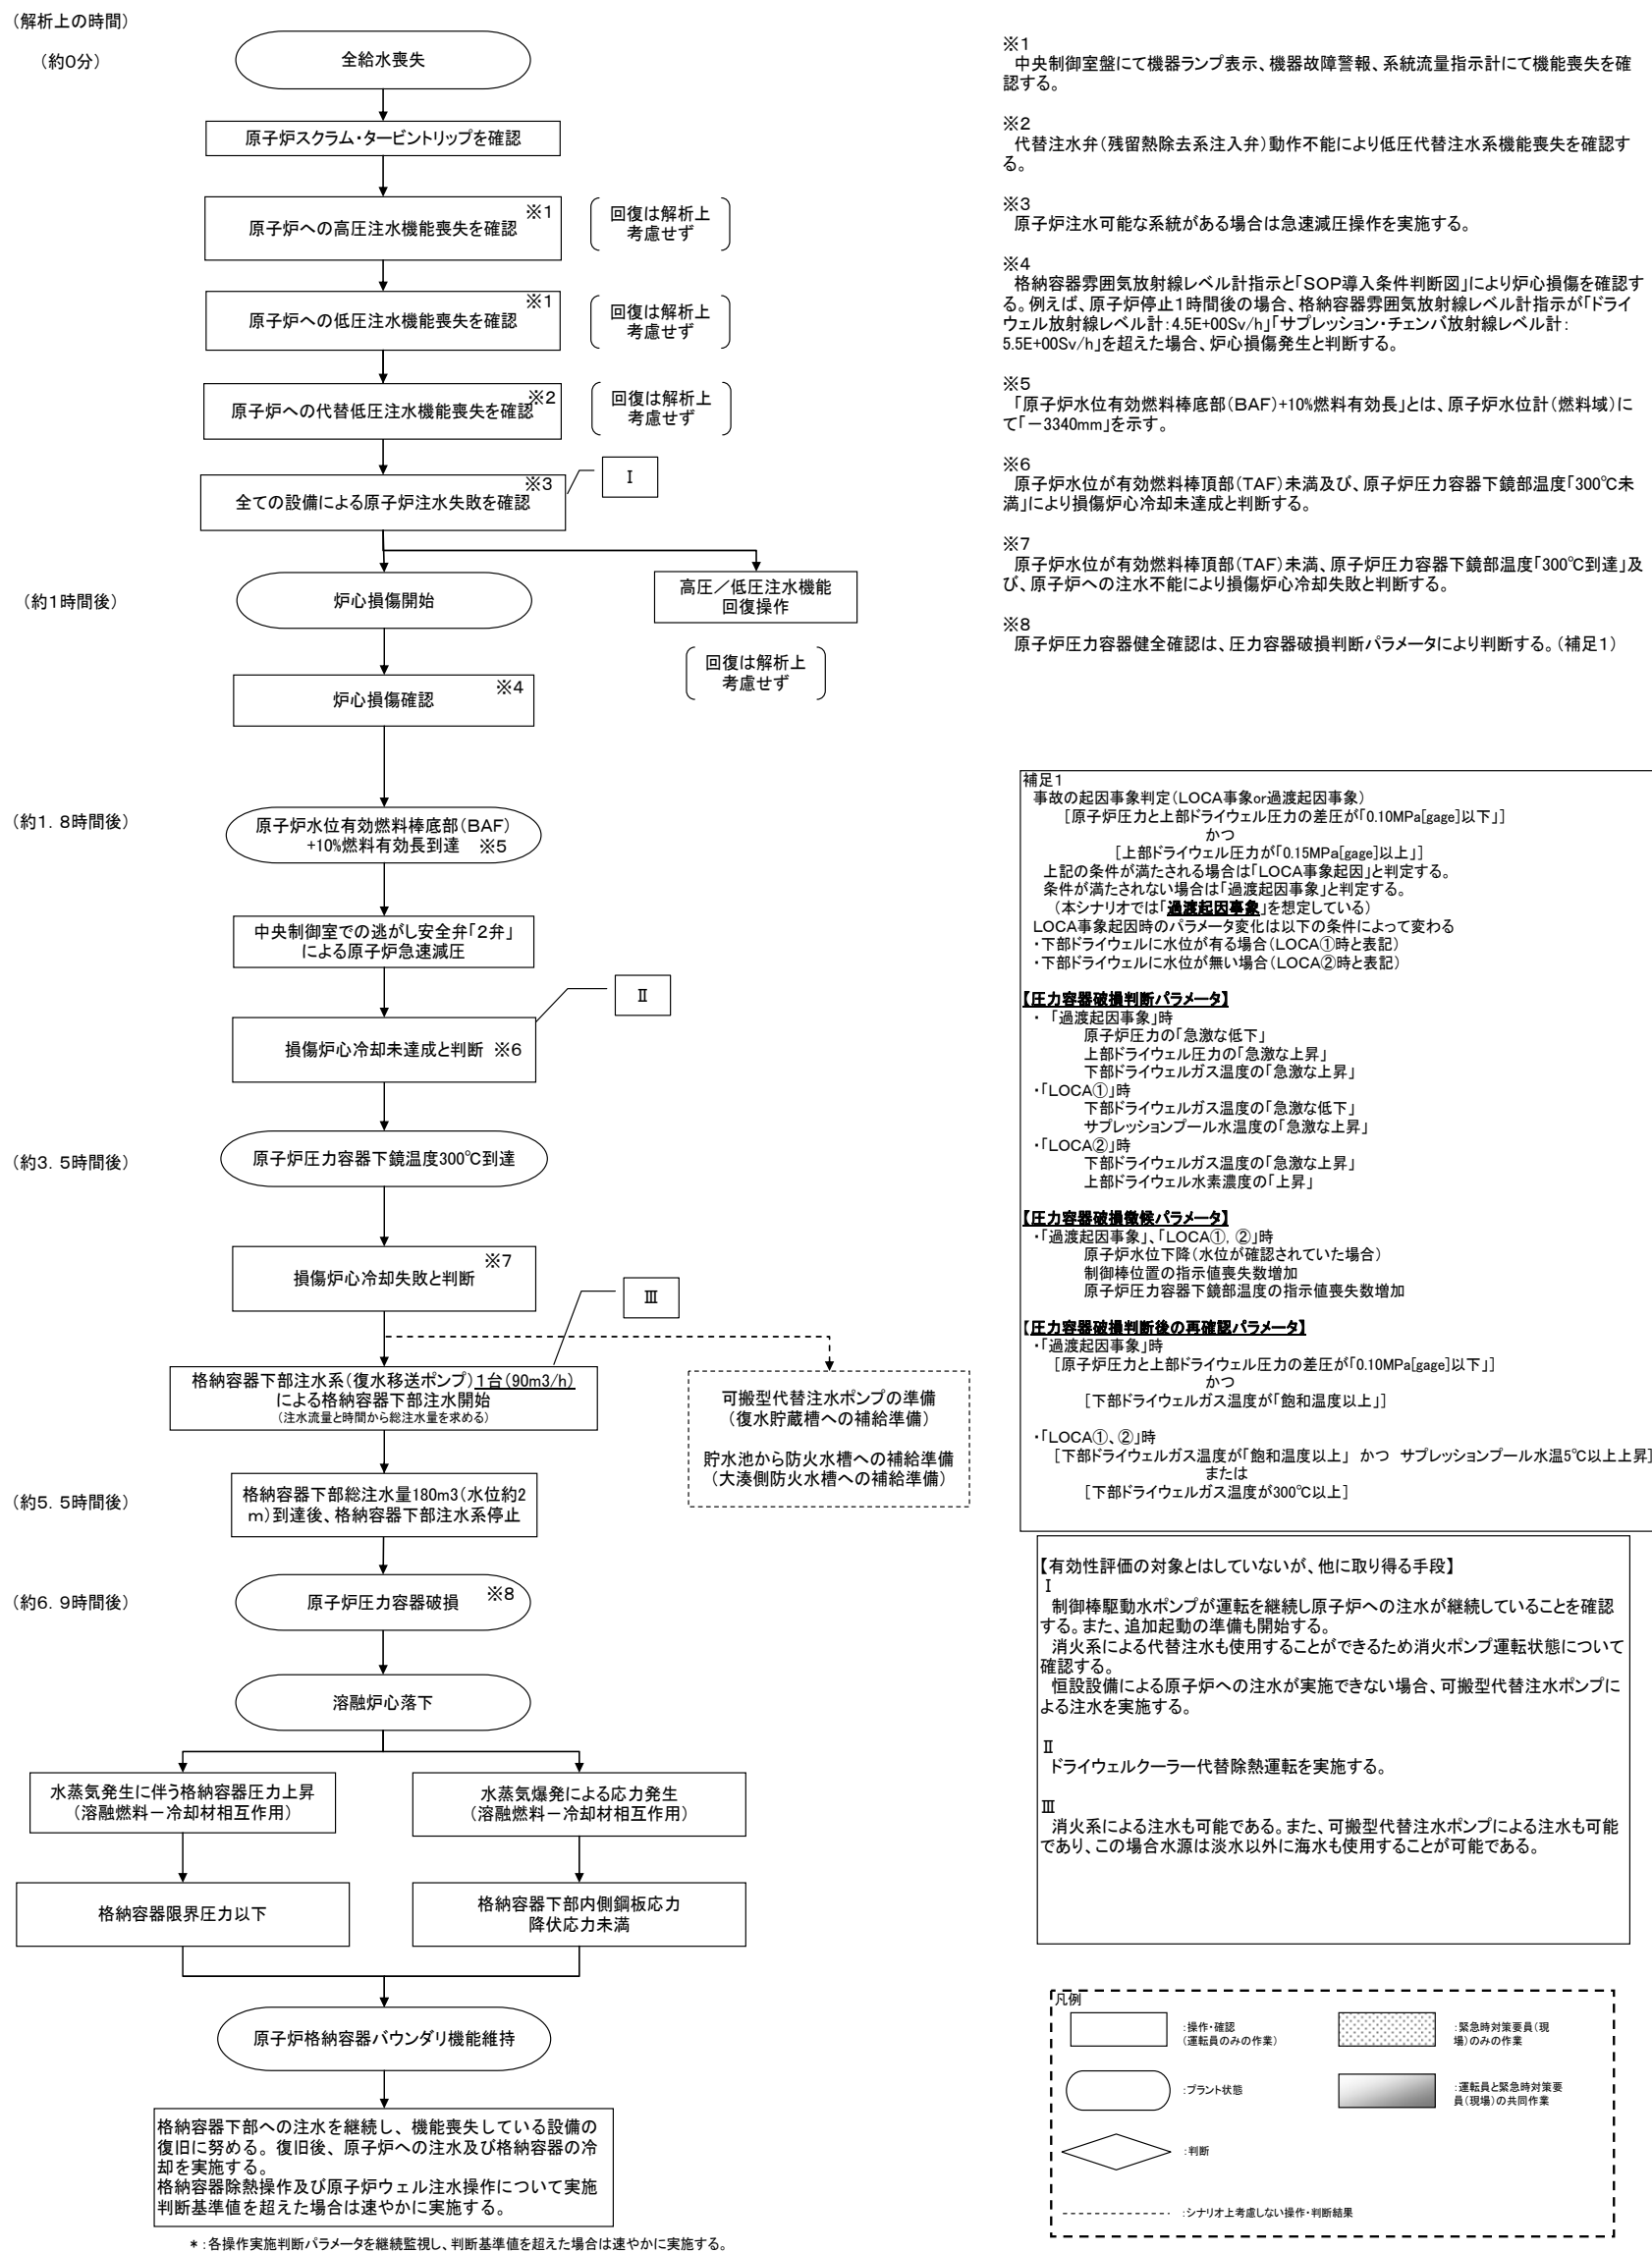 （解析上の時間）
（約0分）
全給水喪失
原子炉スクラム・タービントリップを確認
原子炉への高圧注水機能喪失を確認
※1
回復は解析上
考慮せず
原子炉への低圧注水機能喪失を確認
※1
回復は解析上
考慮せず
原子炉への代替低圧注水機能喪失を確認
※2
回復は解析上
考慮せず
全ての設備による原子炉注水失敗を確認
※3
Ⅰ
（約1時間後）
炉心損傷開始
高圧／低圧注水機能
回復操作
回復は解析上
考慮せず
炉心損傷確認
※4
（約1．8時間後）
原子炉水位有効燃料棒底部（BAF）
+10%燃料有効長到達　※5
中央制御室での逃がし安全弁「2弁」
による原子炉急速減圧
Ⅱ
損傷炉心冷却未達成と判断 ※6
（約3．5時間後）
原子炉圧力容器下鏡温度300℃到達
損傷炉心冷却失敗と判断
※7
Ⅲ
格納容器下部注水系（復水移送ポンプ）1台（90m3/h）
による格納容器下部注水開始
（注水流量と時間から総注水量を求める）
可搬型代替注水ポンプの準備
（復水貯蔵槽への補給準備）
貯水池から防火水槽への補給準備
（大湊側防火水槽への補給準備）
（約5．5時間後）
格納容器下部総注水量180m3（水位約2
m）到達後、格納容器下部注水系停止
（約6．9時間後）
原子炉圧力容器破損
※8
溶融炉心落下
水蒸気発生に伴う格納容器圧力上昇
（溶融燃料－冷却材相互作用）
水蒸気爆発による応力発生
（溶融燃料－冷却材相互作用）
格納容器限界圧力以下
格納容器下部内側鋼板応力
降伏応力未満
原子炉格納容器バウンダリ機能維持
格納容器下部への注水を継続し、機能喪失している設備の
復旧に努める。復旧後、原子炉への注水及び格納容器の冷
却を実施する。
格納容器除熱操作及び原子炉ウェル注水操作について実施
判断基準値を超えた場合は速やかに実施する。
＊：各操作実施判断パラメータを継続監視し、判断基準値を超えた場合は速やかに実施する。
※1
中央制御室盤にて機器ランプ表示、機器故障警報、系統流量指示計にて機能喪失を確
認する。
※2
代替注水弁（残留熱除去系注入弁）動作不能により低圧代替注水系機能喪失を確認す
る。
※3
原子炉注水可能な系統がある場合は急速減圧操作を実施する。
※4
格納容器雰囲気放射線レベル計指示と「SOP導入条件判断図」により炉心損傷を確認す
る。例えば、原子炉停止1時間後の場合、格納容器雰囲気放射線レベル計指示が「ドライ
ウェル放射線レベル計：4.5E+00Sv/h」「サプレッション・チェンバ放射線レベル計：
5.5E+00Sv/h」を超えた場合、炉心損傷発生と判断する。
※5
「原子炉水位有効燃料棒底部（BAF）+10%燃料有効長」とは、原子炉水位計（燃料域）に
て「－3340mm」を示す。
※6
原子炉水位が有効燃料棒頂部（TAF）未満及び、原子炉圧力容器下鏡部温度「300℃未
満」により損傷炉心冷却未達成と判断する。
※7
原子炉水位が有効燃料棒頂部（TAF）未満、原子炉圧力容器下鏡部温度「300℃到達」及
び、原子炉への注水不能により損傷炉心冷却失敗と判断する。
※8
原子炉圧力容器健全確認は、圧力容器破損判断パラメータにより判断する。（補足1）
補足1
事故の起因事象判定（LOCA事象or過渡起因事象）
［原子炉圧力と上部ドライウェル圧力の差圧が「0.10MPa[gage]以下」］
かつ
［上部ドライウェル圧力が「0.15MPa[gage]以上」］
上記の条件が満たされる場合は「LOCA事象起因」と判定する。
条件が満たされない場合は「過渡起因事象」と判定する。
（本シナリオでは「過渡起因事象」を想定している）
LOCA事象起因時のパラメータ変化は以下の条件によって変わる
・下部ドライウェルに水位が有る場合（LOCA①時と表記）
・下部ドライウェルに水位が無い場合（LOCA②時と表記）
【圧力容器破損判断パラメータ】
・「過渡起因事象」時
原子炉圧力の「急激な低下」
上部ドライウェル圧力の「急激な上昇」
下部ドライウェルガス温度の「急激な上昇」
・「LOCA①」時
下部ドライウェルガス温度の「急激な低下」
サプレッションプール水温度の「急激な上昇」
・「LOCA②」時
下部ドライウェルガス温度の「急激な上昇」
上部ドライウェル水素濃度の「上昇」
【圧力容器破損徴候パラメータ】
・「過渡起因事象」、「LOCA①，②」時
原子炉水位下降（水位が確認されていた場合）
制御棒位置の指示値喪失数増加
原子炉圧力容器下鏡部温度の指示値喪失数増加
【圧力容器破損判断後の再確認パラメータ】
・「過渡起因事象」時
［原子炉圧力と上部ドライウェル圧力の差圧が「0.10MPa[gage]以下」］
かつ
［下部ドライウェルガス温度が「飽和温度以上」］
・「LOCA①、②」時
［下部ドライウェルガス温度が「飽和温度以上」 かつ サプレッションプール水温5℃以上上昇］
または
［下部ドライウェルガス温度が300℃以上］
【有効性評価の対象とはしていないが、他に取り得る手段】
Ⅰ
制御棒駆動水ポンプが運転を継続し原子炉への注水が継続していることを確認
する。また、追加起動の準備も開始する。
消火系による代替注水も使用することができるため消火ポンプ運転状態について
確認する。
恒設設備による原子炉への注水が実施できない場合、可搬型代替注水ポンプに
よる注水を実施する。
Ⅱ
ドライウェルクーラー代替除熱運転を実施する。
Ⅲ
消火系による注水も可能である。また、可搬型代替注水ポンプによる注水も可能
であり、この場合水源は淡水以外に海水も使用することが可能である。
凡例
：操作・確認
（運転員のみの作業）
：緊急時対策要員（現
場）のみの作業
：プラント状態
：運転員と緊急時対策要
員（現場）の共同作業
：判断
：シナリオ上考慮しない操作・判断結果